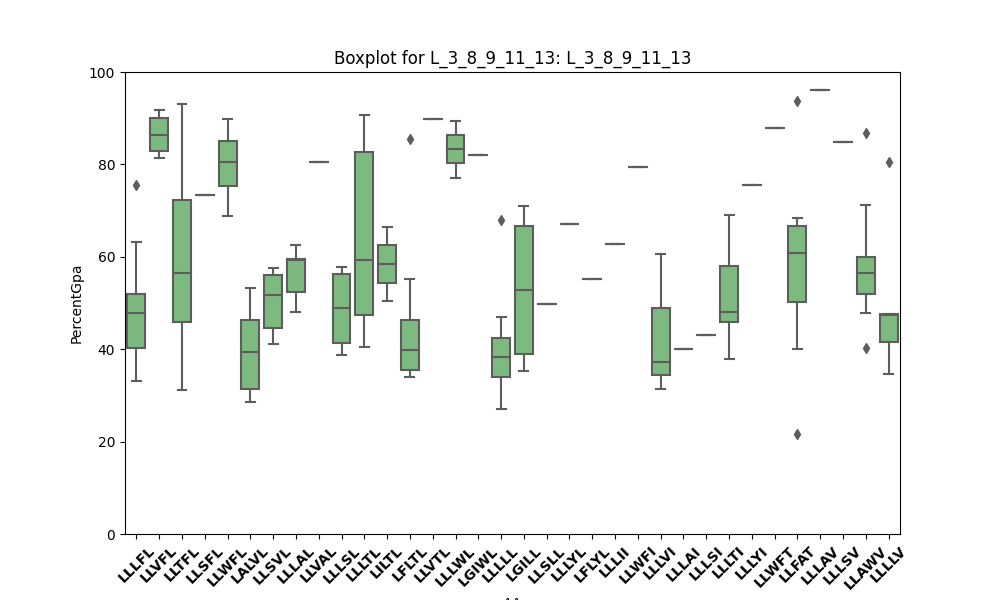 Boxplot for L_3_8_9_11_13: L_3_8_9_11_13
PercentGpa
100
80
60
40
20
0
LLLFL
LLVFL
LLTFL
LLSFL
LLWFL
LALVL
LLSVL
LLLAL
LLVAL
LLLSL
LLLTL
LILTL
LFLTL
LLVTL
LLLWL
LGIWL
LLLLL
LGILL
LLSLL
LLLYL
LFLYL
LLLII
LLWFI
LLLVI
LLLAI
LLLSI
LLLTI
LLLYI
LLWFT
LLFAT
LLLAV
LLLSV
LLAWV
LLLLV